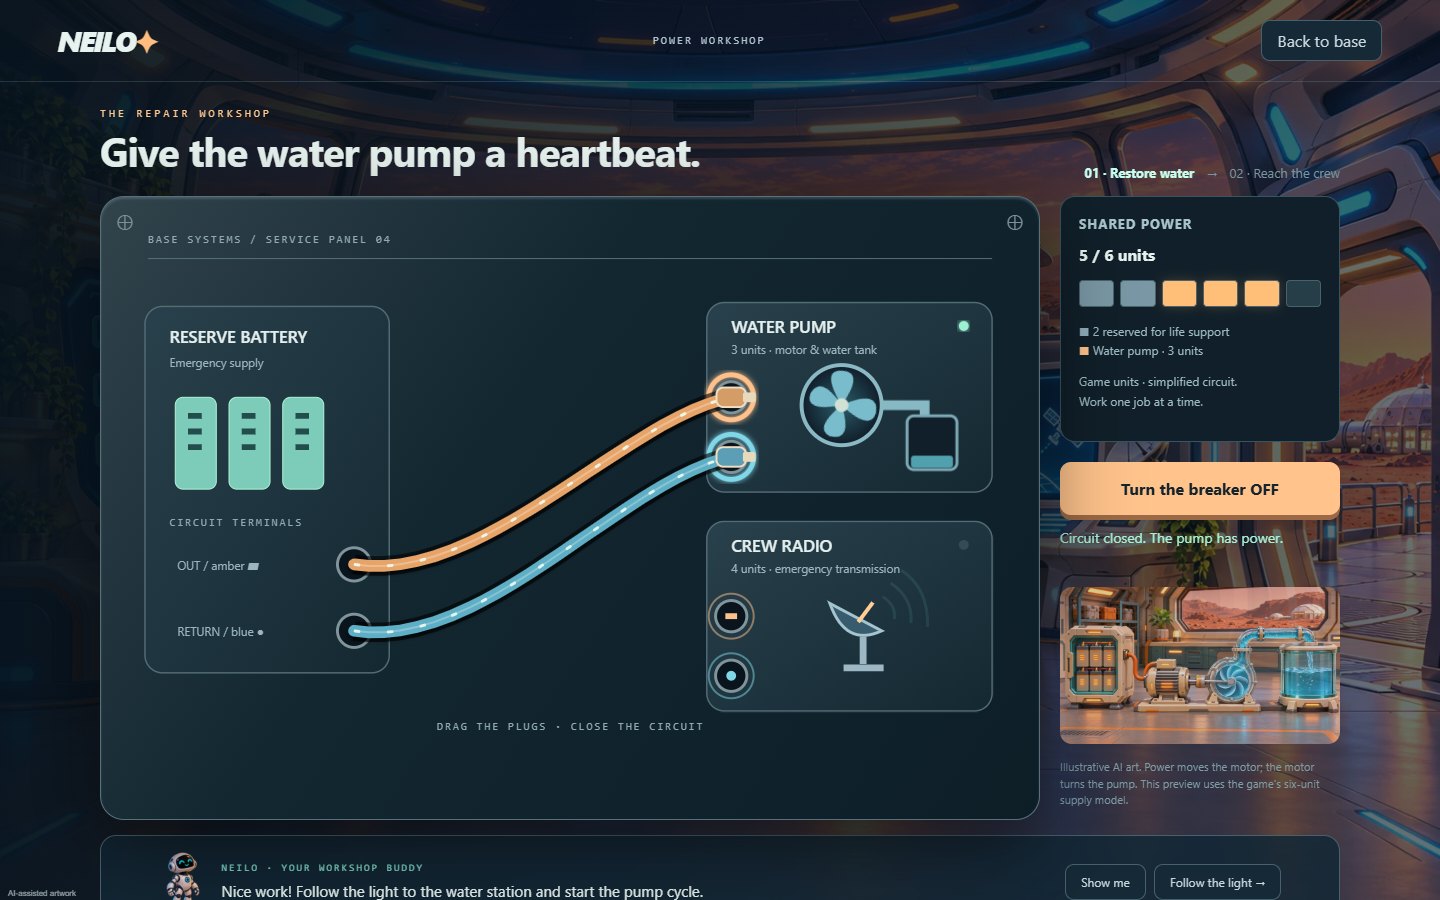 NEILO
POWER WORKSHOP
Back to base
THE REPAIR WORKSHOP
Give the water pump a heartbeat.
01 · Restore water → 02 · Reach the crew
BASE SYSTEMS / SERVICE PANEL 04
RESERVE BATTERY
Emergency supply
CIRCUIT TERMINALS
OUT / amber
RETURN / blue
WATER PUMP
3 units · motor & water tank
CREW RADIO
4 units · emergency transmission
DRAG THE PLUGS · CLOSE THE CIRCUIT
SHARED POWER
5 / 6 units
2 reserved for life support
Water pump · 3 units
Game units · simplified circuit.
Work one job at a time.
Turn the breaker OFF
Circuit closed. The pump has power.
Illustrative AI art. Power moves the motor; the motor
turns the pump. This preview uses the game's six-unit
supply model.
NEILO · YOUR WORKSHOP BUDDY
Nice work! Follow the light to the water station and start the pump cycle.
Show me
Follow the light →
AI-assisted artwork